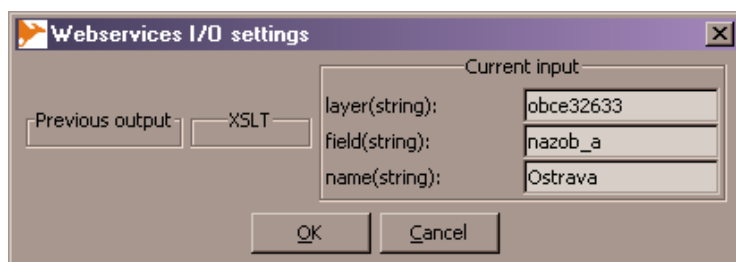 Webservices I/O settings
Current input
Previous output
XSLT
layer(string): obce32633
field(string): nazob_a
name(string): Ostrava
OK Cancel